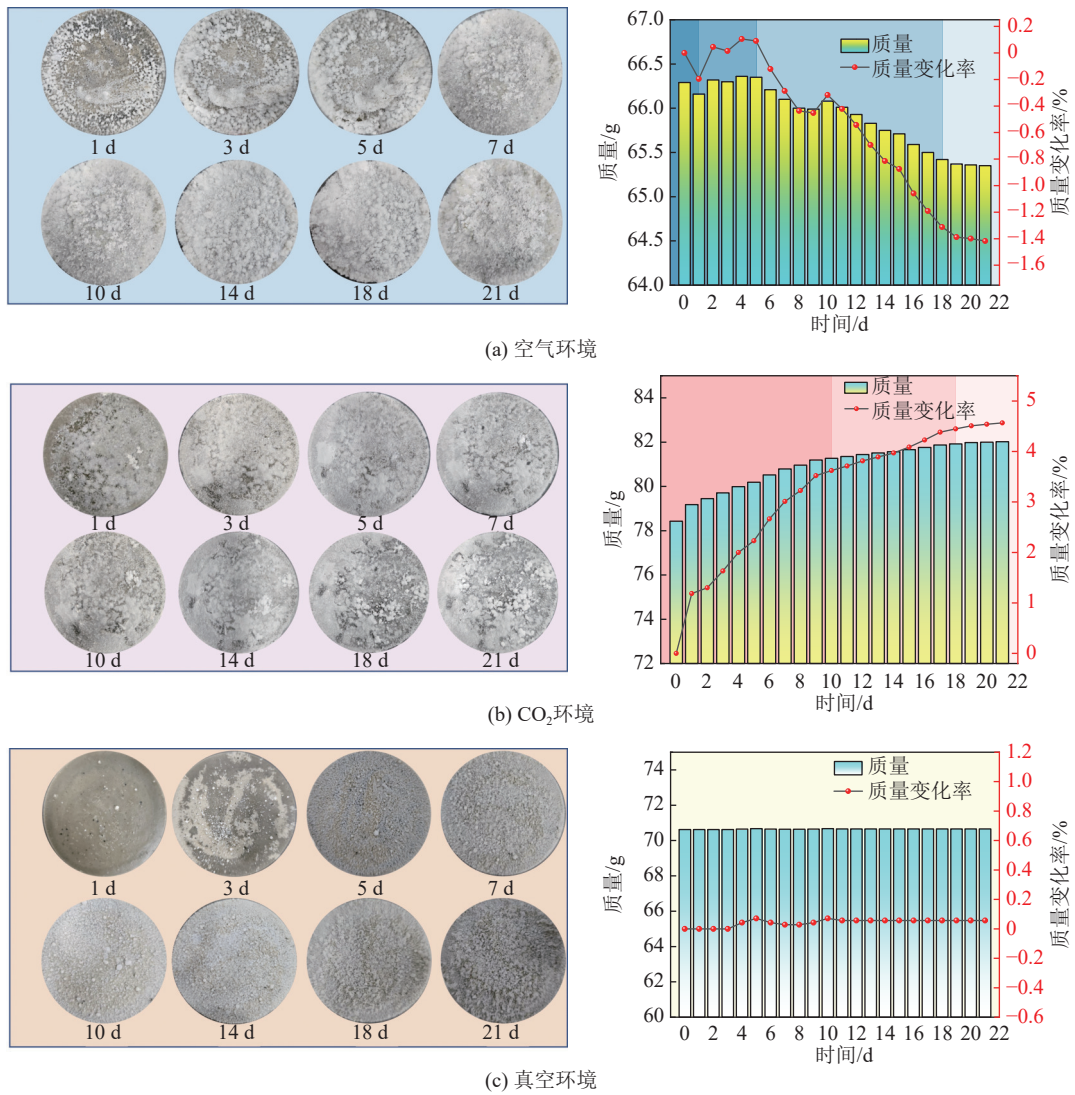 1 d
3 d
5 d
7 d
10 d
14 d
18 d
21 d
质量/g
67.0
66.5
66.0
65.5
65.0
64.5
64.0
质量
质量变化率
0.2
0
−0.2
−0.4
−0.6
−0.8
−1.0
−1.2
−1.4
−1.6
质量变化率/%
0 2 4 6 8 10 12 14 16 18 20 22
时间/d
(a) 空气环境
1 d
3 d
5 d
7 d
10 d
14 d
18 d
21 d
质量/g
84
82
80
78
76
74
72
质量
质量变化率
5
4
3
2
1
0
质量变化率/%
0 2 4 6 8 10 12 14 16 18 20 22
时间/d
(b) CO₂环境
1 d
3 d
5 d
7 d
10 d
14 d
18 d
21 d
质量/g
74
72
70
68
66
64
62
60
质量
质量变化率
1.2
1.0
0.8
0.6
0.4
0.2
0
−0.2
−0.4
−0.6
质量变化率/%
0 2 4 6 8 10 12 14 16 18 20 22
时间/d
(c) 真空环境